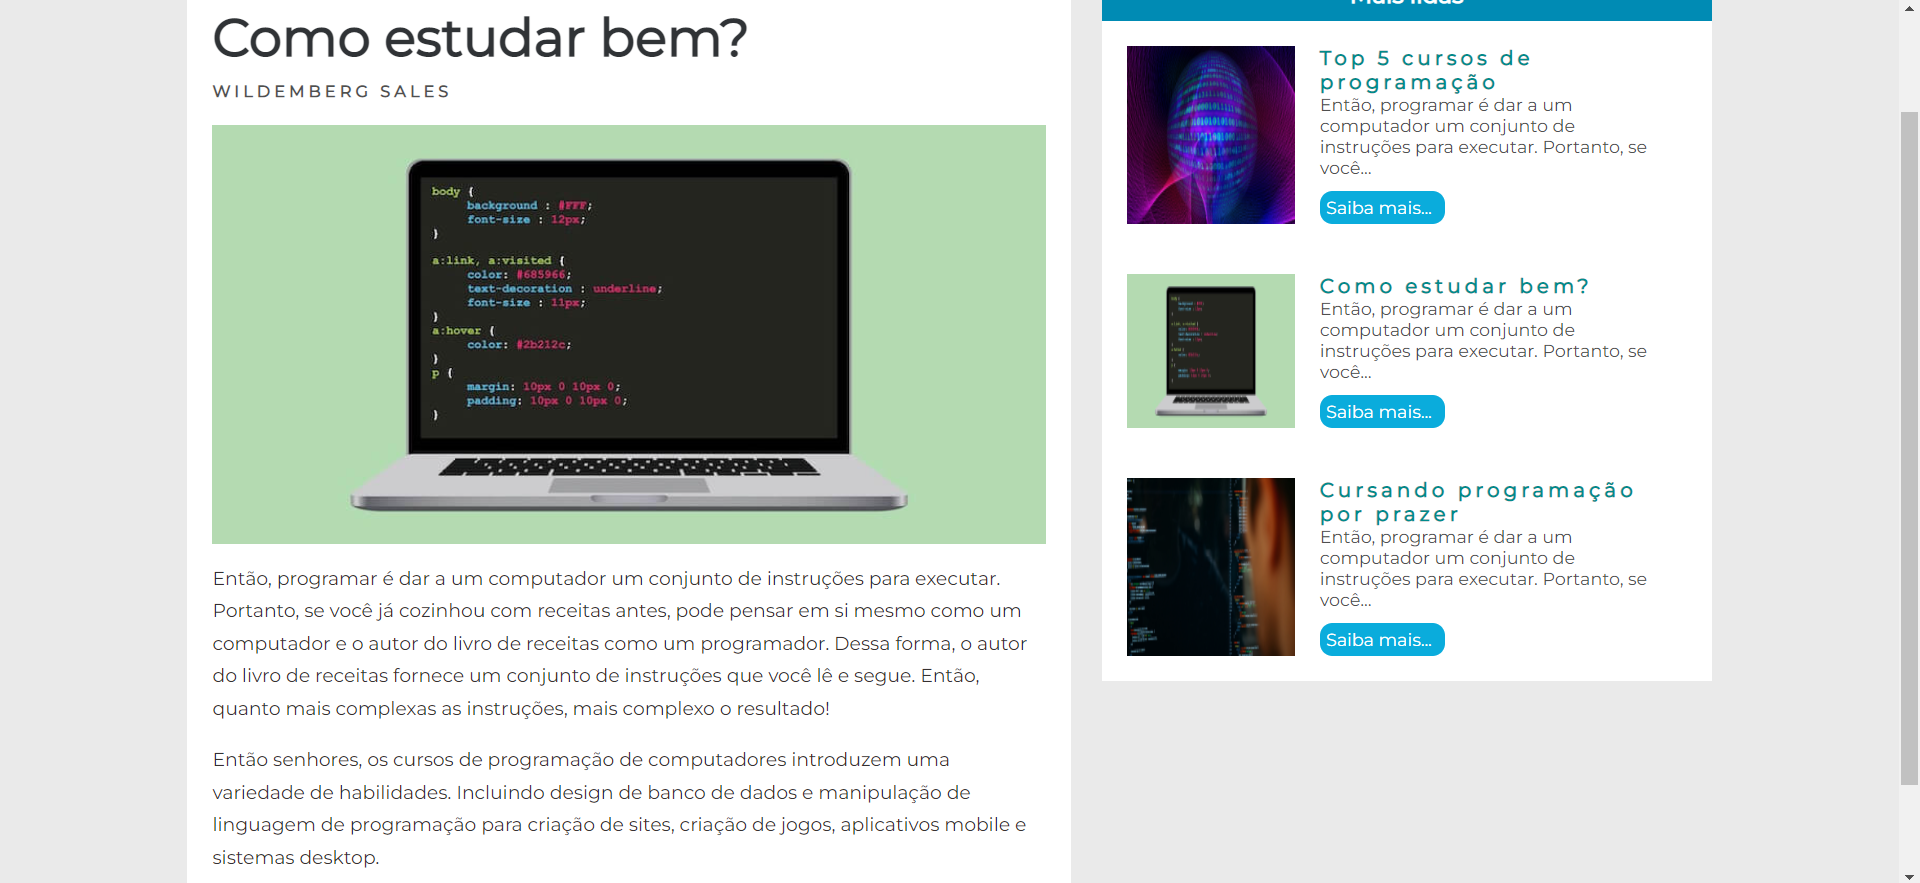 Como estudar bem?
WILDEMBERG SALES
body {
background : #FFF;
font-size : 12px;
}
a:link, a:visited {
color: #685966;
text-decoration : underline;
font-size : 11px;
}
a:hover {
color: #2b212c;
}
p {
margin: 10px 0 10px 0;
padding: 10px 0 10px 0;
}
Então, programar é dar a um computador um conjunto de instruções para executar.
Portanto, se você já cozinhou com receitas antes, pode pensar em si mesmo como um
computador e o autor do livro de receitas como um programador. Dessa forma, o autor
do livro de receitas fornece um conjunto de instruções que você lê e segue. Então,
quanto mais complexas as instruções, mais complexo o resultado!
Então senhores, os cursos de programação de computadores introduzem uma
variedade de habilidades. Incluindo design de banco de dados e manipulação de
linguagem de programação para criação de sites, criação de jogos, aplicativos mobile e
sistemas desktop.
Mais lidas
Top 5 cursos de
programação
Então, programar é dar a um
computador um conjunto de
instruções para executar. Portanto, se
você...
Saiba mais...
Como estudar bem?
Então, programar é dar a um
computador um conjunto de
instruções para executar. Portanto, se
você...
Saiba mais...
Cursando programação
por prazer
Então, programar é dar a um
computador um conjunto de
instruções para executar. Portanto, se
você...
Saiba mais...